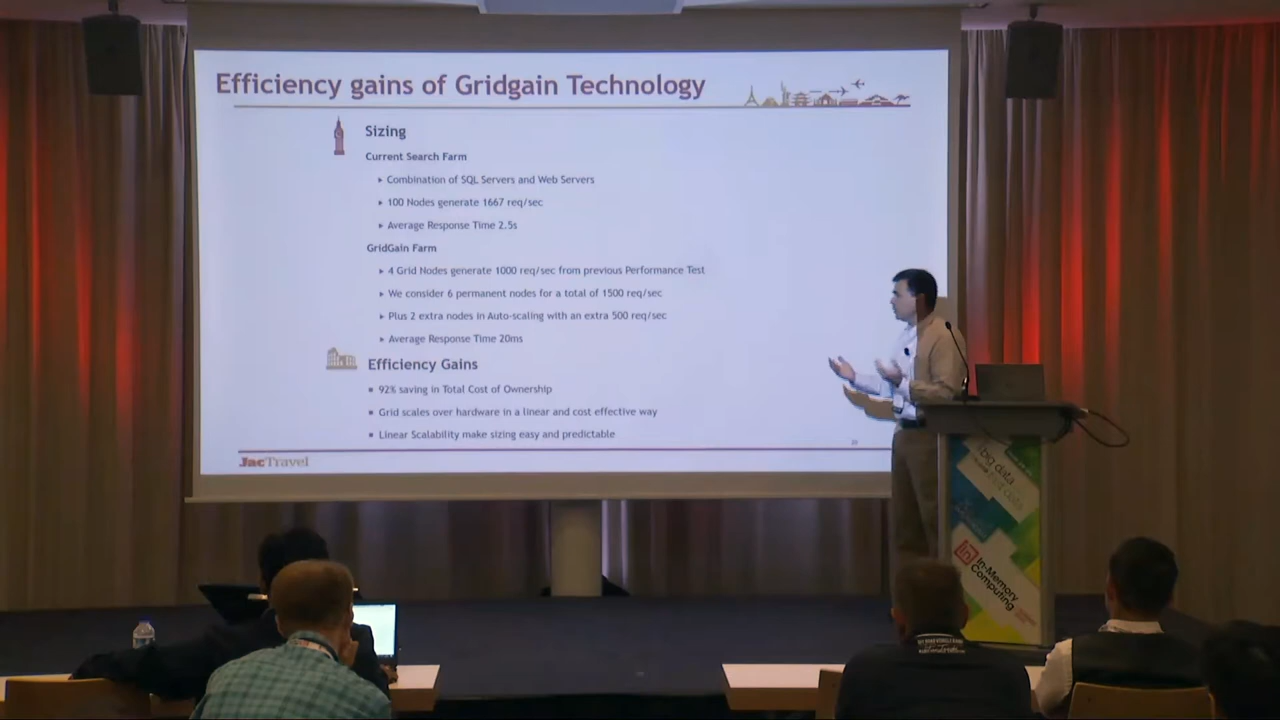 Efficiency gains of Gridgain Technology
Sizing
Current Search Farm
Combination of SQL Servers and Web Servers
100 Nodes generate 1667 req/sec
Average Response Time 2.5s
GridGain Farm
4 Grid Nodes generate 1000 req/sec from previous Performance Test
We consider 6 permanent nodes for a total of 1500 req/sec
Plus 2 extra nodes in Auto-scaling with an extra 500 req/sec
Average Response Time 20ms
Efficiency Gains
92% saving in Total Cost of Ownership
Grid scales over hardware in a linear and cost effective way
Linear Scalability make sizing easy and predictable
JacTravel
big data
fast data
In-Memory
Computing